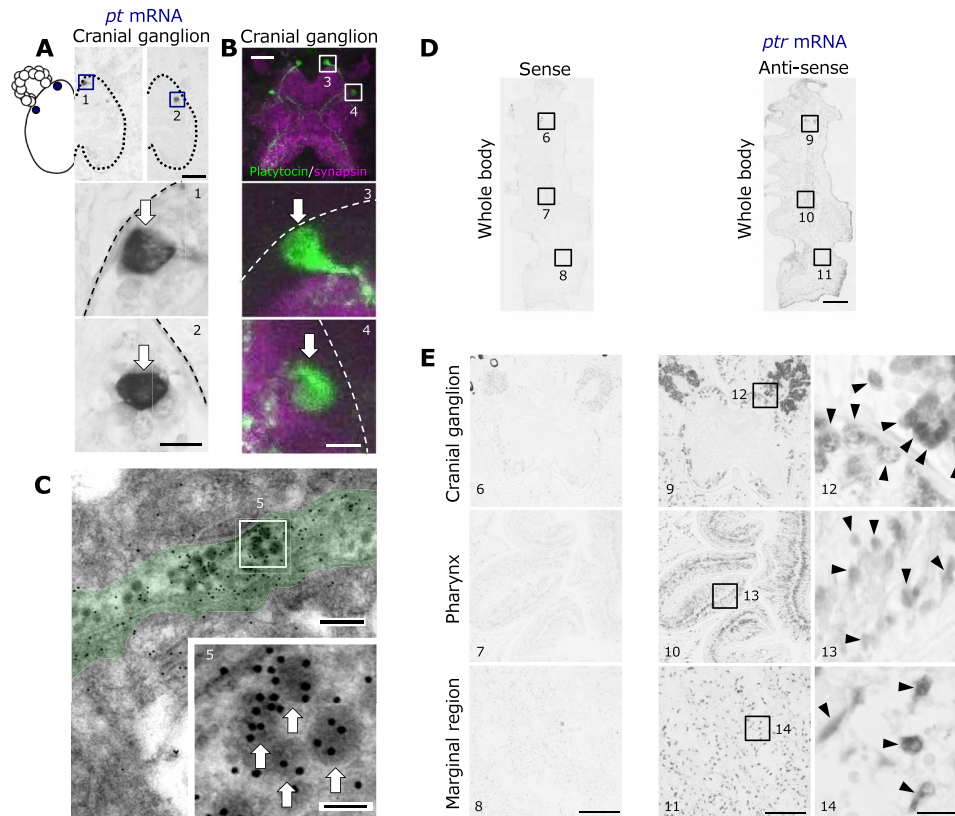 pt mRNA
A
Cranial ganglion
1
2
1
2
B
Cranial ganglion
3
4
Platytocin/synapsin
3
4
C
5
5
D
ptr mRNA
Sense
Anti-sense
Whole body
6
7
8
Whole body
9
10
11
E
Cranial ganglion
6
12
9
12
Pharynx
7
13
10
13
Marginal region
8
14
11
14